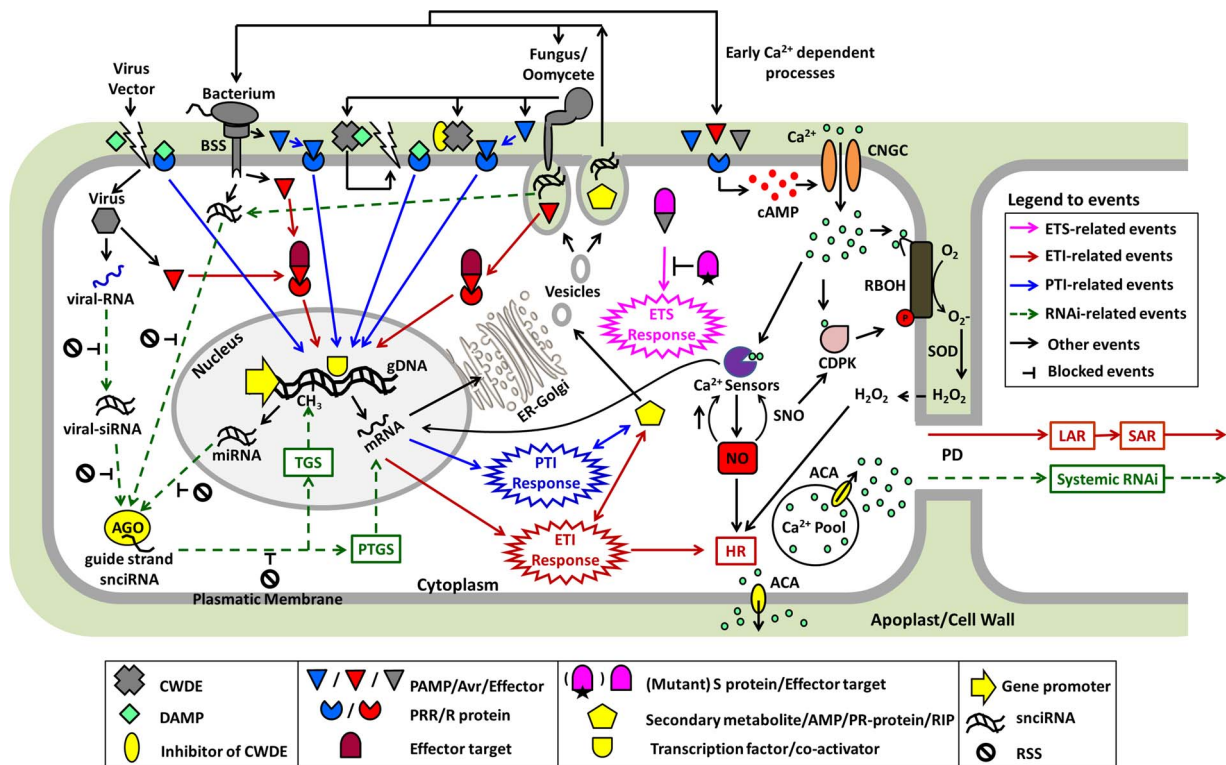 Virus
Vector
Bacterium
Fungus/
Oomycete
Early Ca²⁺ dependent
processes
DAMP
BSS
Ca²⁺
CNGC
cAMP
Virus
viral-RNA
viral-siRNA
Nucleus
gDNA
CH₃
miRNA
mRNA
TGS
PTGS
AGO
guide strand
snciRNA
Plasmatic Membrane
Cytoplasm
Vesicles
ER-Golgi
ETS
Response
PTI
Response
ETI
Response
Ca²⁺ Sensors
SNO
NO
HR
CDPK
RBOH
P
O₂
O₂-
SOD
H₂O₂
H₂O₂
ACA
Ca²⁺ Pool
ACA
Apoplast/Cell Wall
PD
LAR
SAR
Systemic RNAi
Legend to events
ETS-related events
ETI-related events
PTI-related events
RNAi-related events
Other events
Blocked events
CWDE
DAMP
Inhibitor of CWDE
/ / PAMP/Avr/Effector
/ PRR/R protein
Effector target
( ) (Mutant) S protein/Effector target
Secondary metabolite/AMP/PR-protein/RIP
Transcription factor/co-activator
Gene promoter
snciRNA
RSS